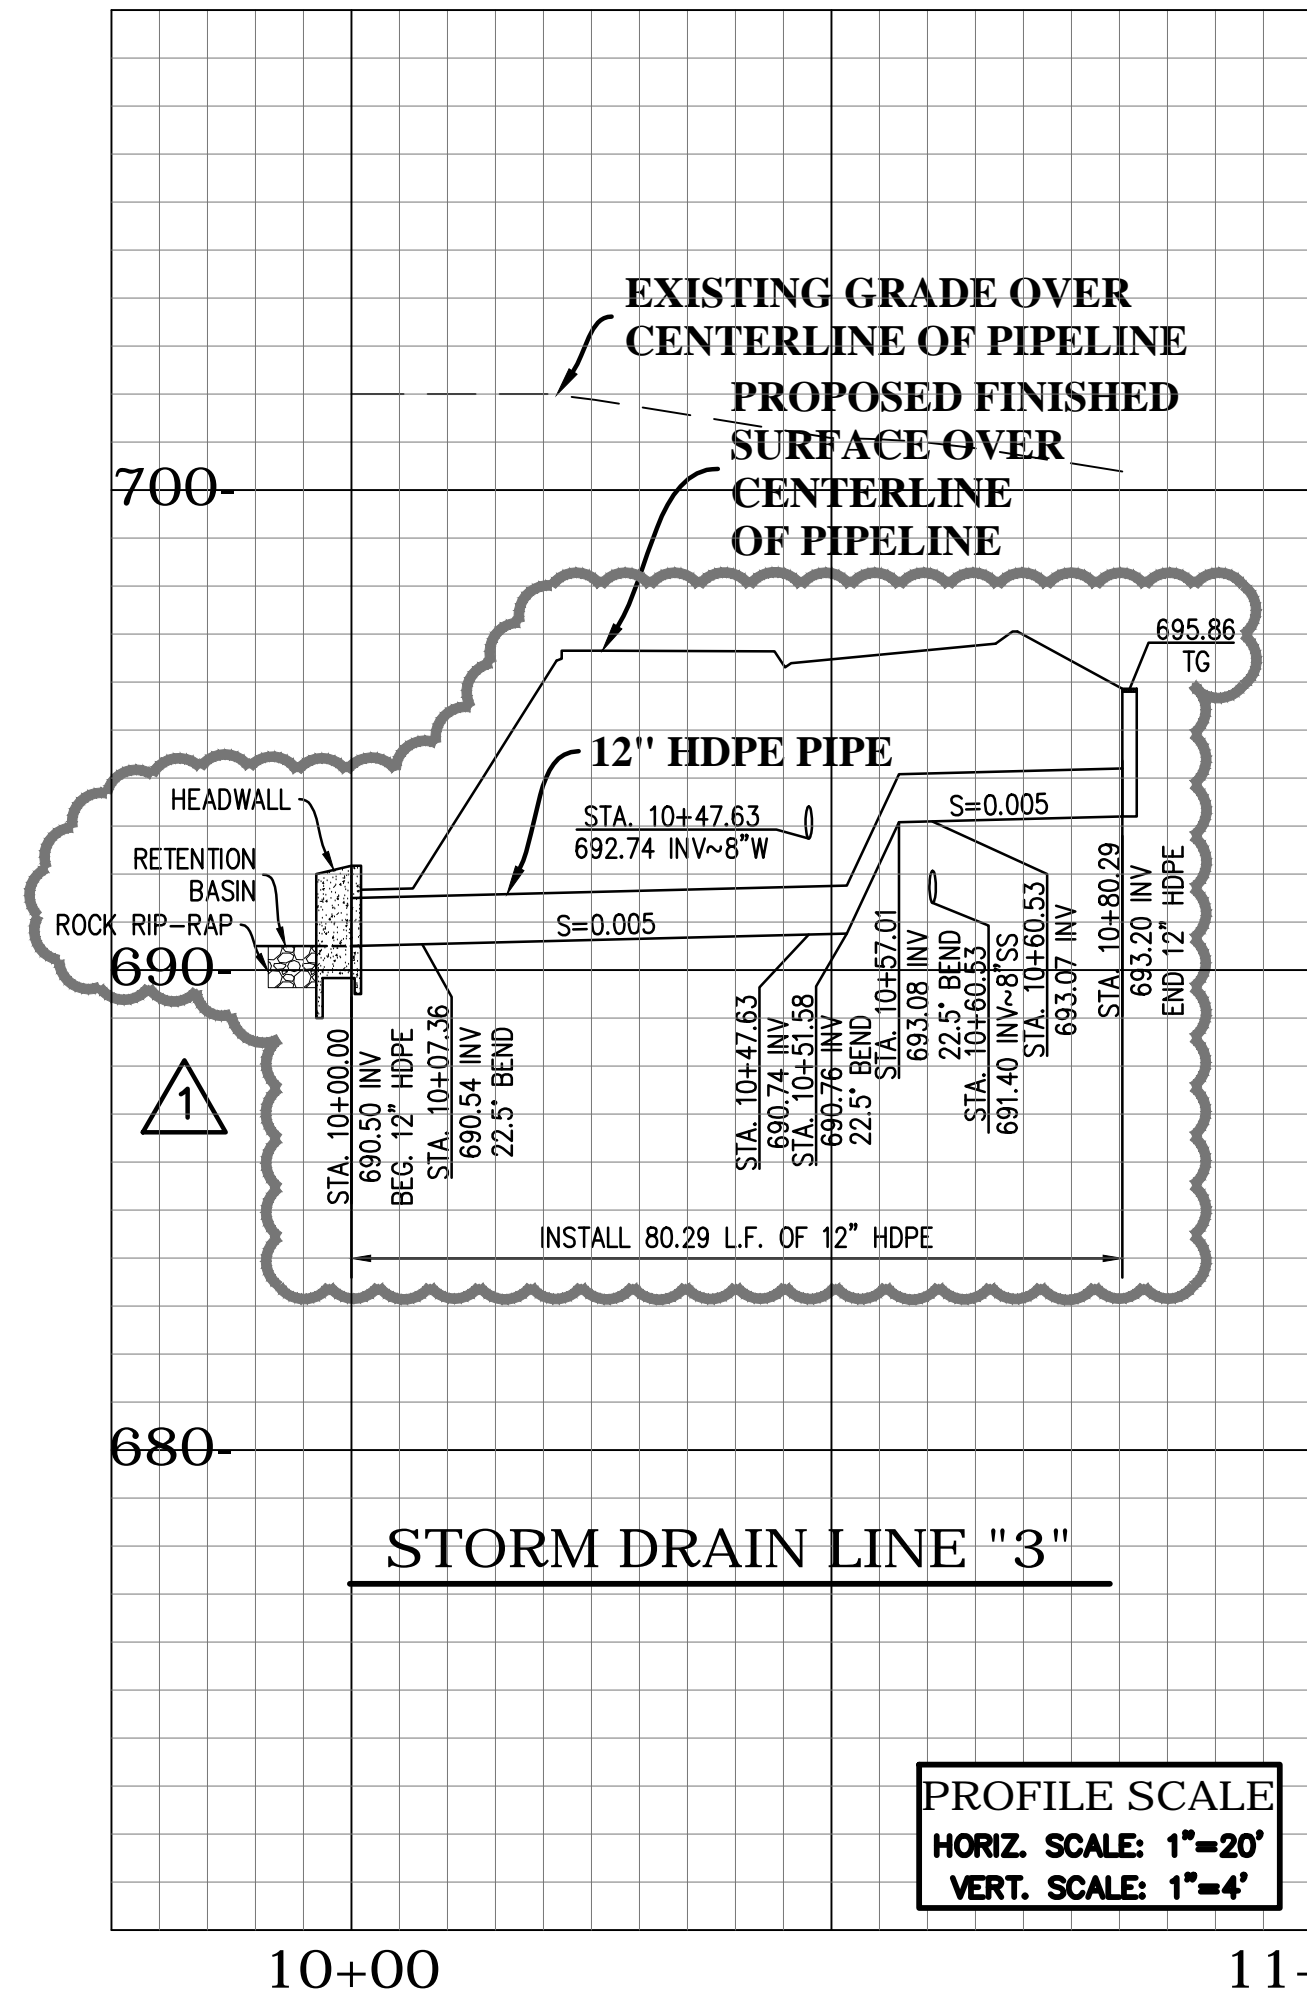 EXISTING GRADE OVER
CENTERLINE OF PIPELINE
PROPOSED FINISHED
SURFACE OVER
CENTERLINE
OF PIPELINE
700-
695.86
TG
12" HDPE PIPE
HEADWALL
STA. 10+47.63
692.74 INV~8"W
S=0.005
RETENTION
BASIN
ROCK RIP-RAP
S=0.005
690-
STA. 10+00.00
690.50 INV
BEG. 12" HDPE
STA. 10+07.36
690.54 INV
22.5° BEND
STA. 10+47.63
690.74 INV
STA. 10+51.58
690.76 INV
22.5° BEND
STA. 10+57.01
693.08 INV
22.5° BEND
STA. 10+60.53
691.40 INV~8"SS
STA. 10+60.53
693.07 INV
STA. 10+80.29
693.20 INV
END 12" HDPE
1
INSTALL 80.29 L.F. OF 12" HDPE
680-
STORM DRAIN LINE "3"
PROFILE SCALE
HORIZ. SCALE: 1"=20'
VERT. SCALE: 1"=4'
10+00
11